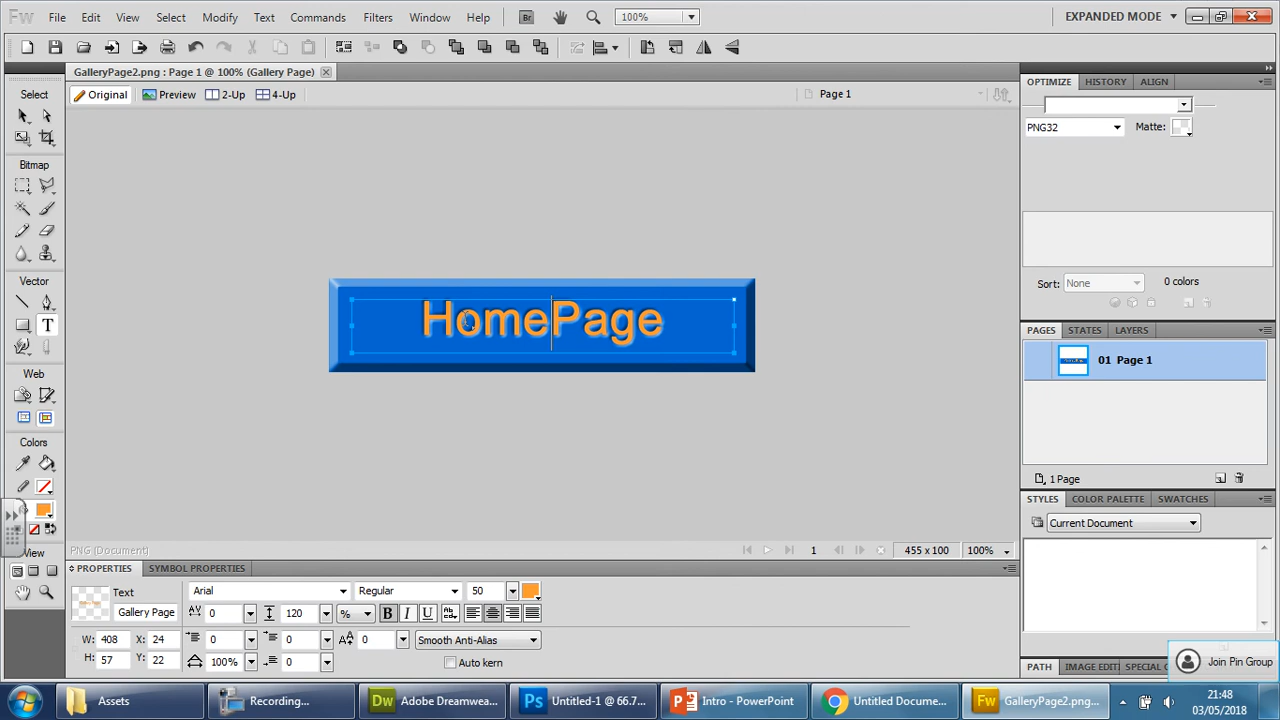 Fw File Edit View Select Modify Text Commands Filters Window Help Br 100% EXPANDED MODE
GalleryPage2.png : Page 1 @ 100% (Gallery Page)
Original Preview 2-Up 4-Up Page 1
Select
Bitmap
Vector
T
Web
Colors
View
HomePage
OPTIMIZE HISTORY ALIGN
PNG32 Matte:
Sort: None 0 colors
PAGES STATES LAYERS
01 Page 1
1 Page
STYLES COLOR PALETTE SWATCHES
Current Document
PNG (Document) 1 455 x 100 100%
PROPERTIES SYMBOL PROPERTIES
Text Arial Regular 50
Gallery Page 0 120 % B I U
W: 408 X: 24 0 0 0 Smooth Anti-Alias
H: 57 Y: 22 100% 0 Auto kern
Join Pin Group
PATH IMAGE EDITI SPECIAL
Assets Recording... Dw Adobe Dreamwea... Ps Untitled-1 @ 66.7... Intro - PowerPoint Untitled Documen... Fw GalleryPage2.png...
21:48
03/05/2018